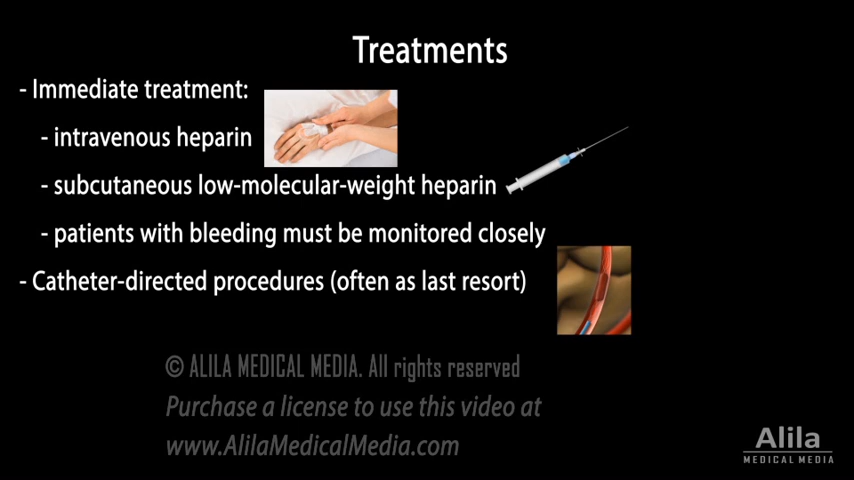 Treatments
- Immediate treatment:
- intravenous heparin
- subcutaneous low-molecular-weight heparin
- patients with bleeding must be monitored closely
- Catheter-directed procedures (often as last resort)
© ALILA MEDICAL MEDIA. All rights reserved
Purchase a license to use this video at
www.AlilaMedicalMedia.com
Alila
MEDICAL MEDIA